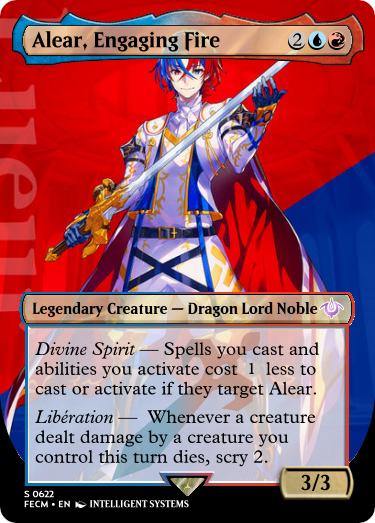 Alear, Engaging Fire 2
Legendary Creature — Dragon Lord Noble
Divine Spirit — Spells you cast and
abilities you activate cost 1 less to
cast or activate if they target Alear.
Libération — Whenever a creature
dealt damage by a creature you
control this turn dies, scry 2.
3/3
S 0622
FECM • EN INTELLIGENT SYSTEMS